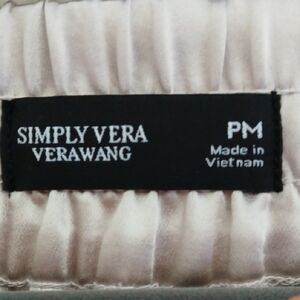 SIMPLY VERA
VERAWANG
PM
Made in
Vietnam